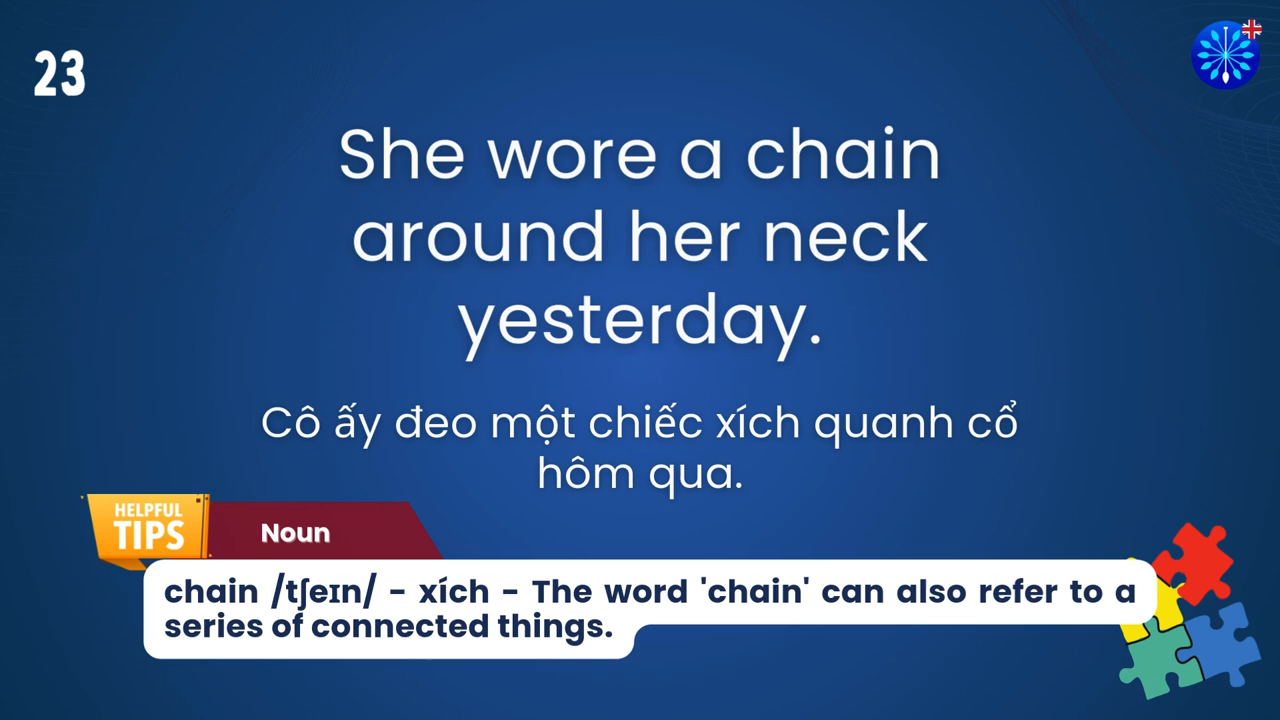 23
She wore a chain
around her neck
yesterday.
Cô ấy đeo một chiếc xích quanh cổ
hôm qua.
HELPFUL
TIPS
Noun
chain /tʃeɪn/ - xích - The word 'chain' can also refer to a
series of connected things.